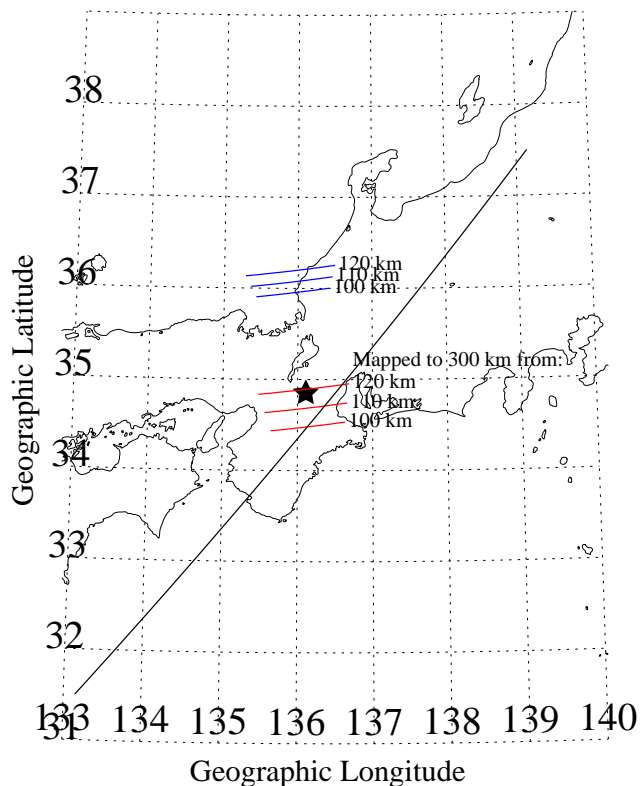 38
37
36
35
34
33
32
31
120 km
110 km
100 km
Mapped to 300 km from:
120 km
110 km
100 km
133 134 135 136 137 138 139 140
Geographic Latitude
Geographic Longitude